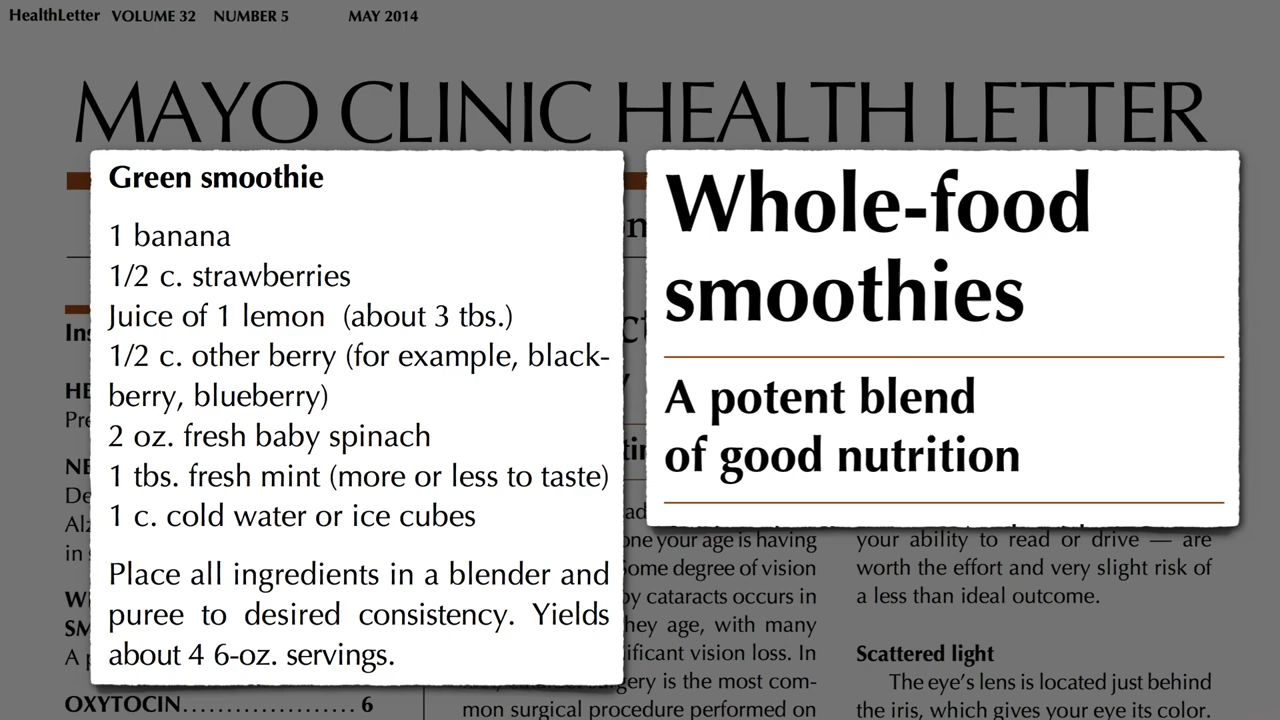 HealthLetter VOLUME 32 NUMBER 5 MAY 2014
MAYO CLINIC HEALTH LETTER
Green smoothie
1 banana
1/2 c. strawberries
Juice of 1 lemon (about 3 tbs.)
1/2 c. other berry (for example, black-
berry, blueberry)
2 oz. fresh baby spinach
1 tbs. fresh mint (more or less to taste)
1 c. cold water or ice cubes
Place all ingredients in a blender and
puree to desired consistency. Yields
about 4 6-oz. servings.
Whole-food
smoothies
A potent blend
of good nutrition
OXYTOCIN.................... 6
one your age is having
ome degree of vision
by cataracts occurs in
hey age, with many
ificant vision loss. In
gery is the most com-
mon surgical procedure performed on
your ability to read or drive — are
worth the effort and very slight risk of
a less than ideal outcome.
Scattered light
The eye's lens is located just behind
the iris, which gives your eye its color.